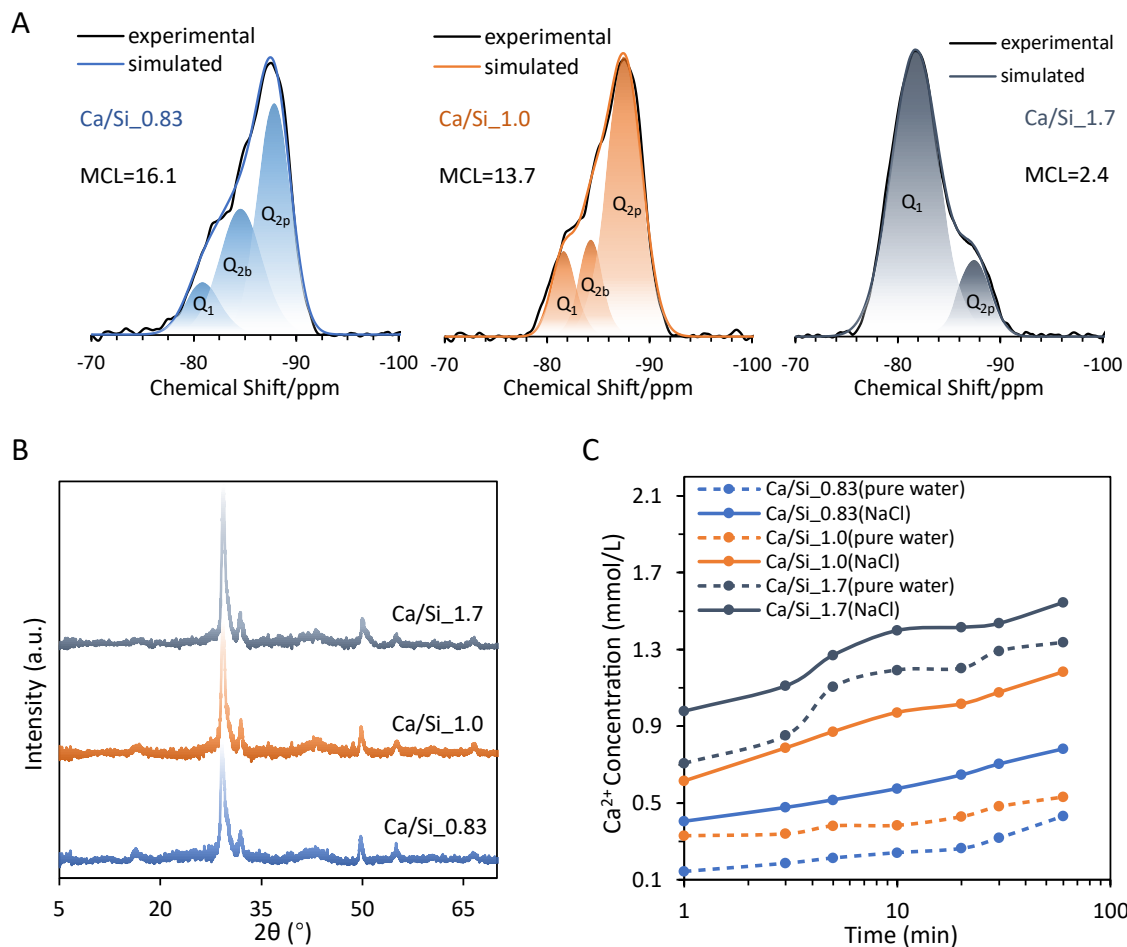 A
experimental
simulated
Ca/Si_0.83
MCL=16.1
Q1
Q2b
Q2p
-70
-80
-90
-100
Chemical Shift/ppm
experimental
simulated
Ca/Si_1.0
MCL=13.7
Q1
Q2b
Q2p
-70
-80
-90
-100
Chemical Shift/ppm
experimental
simulated
Ca/Si_1.7
MCL=2.4
Q1
Q2p
-70
-80
-90
-100
Chemical Shift/ppm
B
Intensity (a.u.)
Ca/Si_1.7
Ca/Si_1.0
Ca/Si_0.83
5
20
35
50
65
2θ (°)
C
Ca/Si_0.83(pure water)
Ca/Si_0.83(NaCl)
Ca/Si_1.0(pure water)
Ca/Si_1.0(NaCl)
Ca/Si_1.7(pure water)
Ca/Si_1.7(NaCl)
Ca²⁺ Concentration (mmol/L)
2.1
1.7
1.3
0.9
0.5
0.1
1
10
100
Time (min)